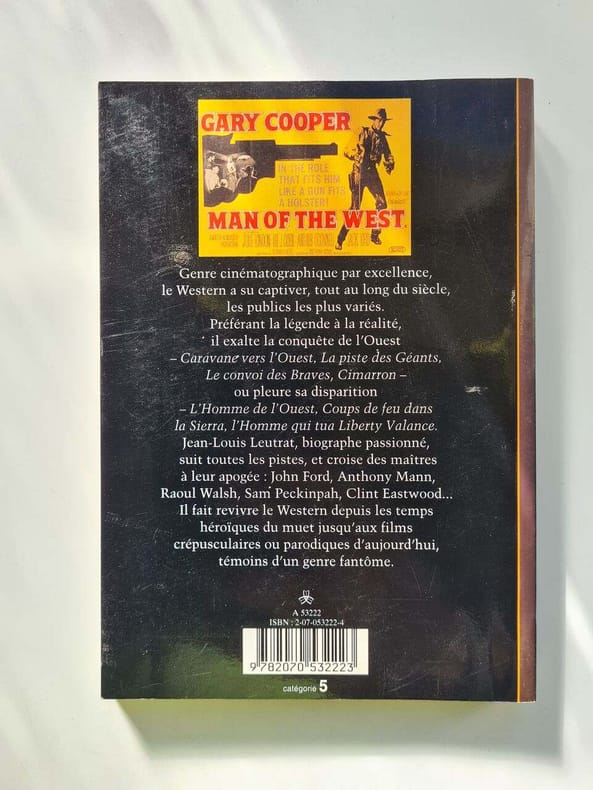 GARY COOPER
IN THE ROLE
THAT FITS HIM
LIKE A GUN FITS
A HOLSTER!
MAN OF THE WEST
Genre cinématographique par excellence,
le Western a su captiver, tout au long du siècle,
les publics les plus variés.
Préférant la légende à la réalité,
il exalte la conquête de l'Ouest
– Caravane vers l'Ouest, La piste des Géants,
Le convoi des Braves, Cimarron –
ou pleure sa disparition
– L'Homme de l'Ouest, Coups de feu dans
la Sierra, l'Homme qui tua Liberty Valance.
Jean-Louis Leutrat, biographe passionné,
suit toutes les pistes, et croise des maîtres
à leur apogée : John Ford, Anthony Mann,
Raoul Walsh, Sam Peckinpah, Clint Eastwood...
Il fait revivre le Western depuis les temps
héroïques du muet jusqu'aux films
crépusculaires ou parodiques d'aujourd'hui,
témoins d'un genre fantôme.
A 53222
ISBN : 2-07-053222-4
9 782070 532223
catégorie 5